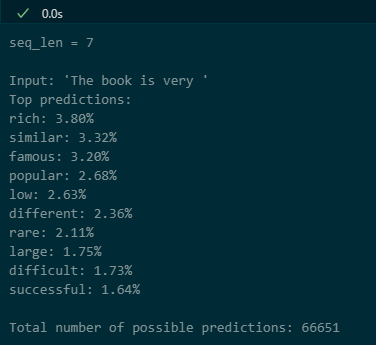 ✓ 0.0s
seq_len = 7
Input: 'The book is very '
Top predictions:
rich: 3.80%
similar: 3.32%
famous: 3.20%
popular: 2.68%
low: 2.63%
different: 2.36%
rare: 2.11%
large: 1.75%
difficult: 1.73%
successful: 1.64%
Total number of possible predictions: 66651